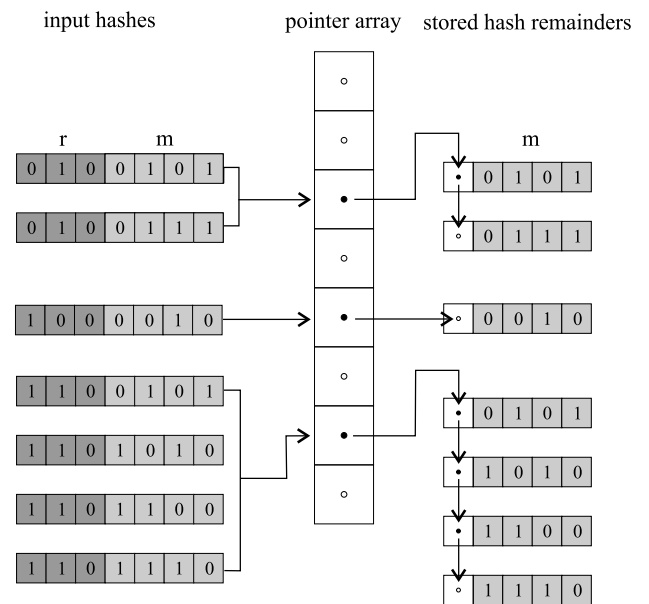 input hashes pointer array stored hash remainders
r m m
0 1 0 0 1 0 1 0 1 0 1
0 1 0 0 1 1 1 0 1 1 1
1 0 0 0 0 1 0 0 0 1 0
1 1 0 0 1 0 1 0 1 0 1
1 1 0 1 0 1 0 1 0 1 0
1 1 0 1 1 0 0 1 1 0 0
1 1 0 1 1 1 0 1 1 1 0